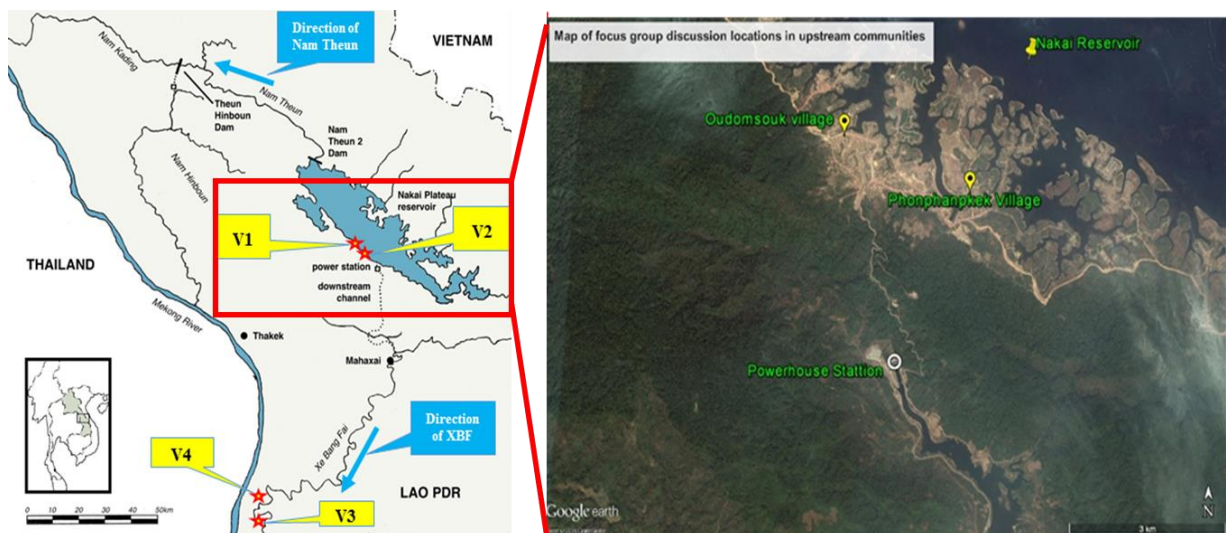 Direction of
Nam Theun
VIETNAM
Nam Kading
Nam Theun
Theun
Hinboun
Dam
Nam
Theun 2
Dam
Nam Hinboun
Nakai Plateau
reservoir
V1
V2
power station
THAILAND
downstream
channel
Mekong River
Thakek
Mahaxai
Direction
of XBF
Xe Bang Fai
V4
LAO PDR
V3
0 10 20 30 40 50km
Map of focus group discussion locations in upstream communities
Nakai Reservoir
Oudomsouk village
Phonphanpkek Village
Powerhouse Stattion
Google earth
N
3 km